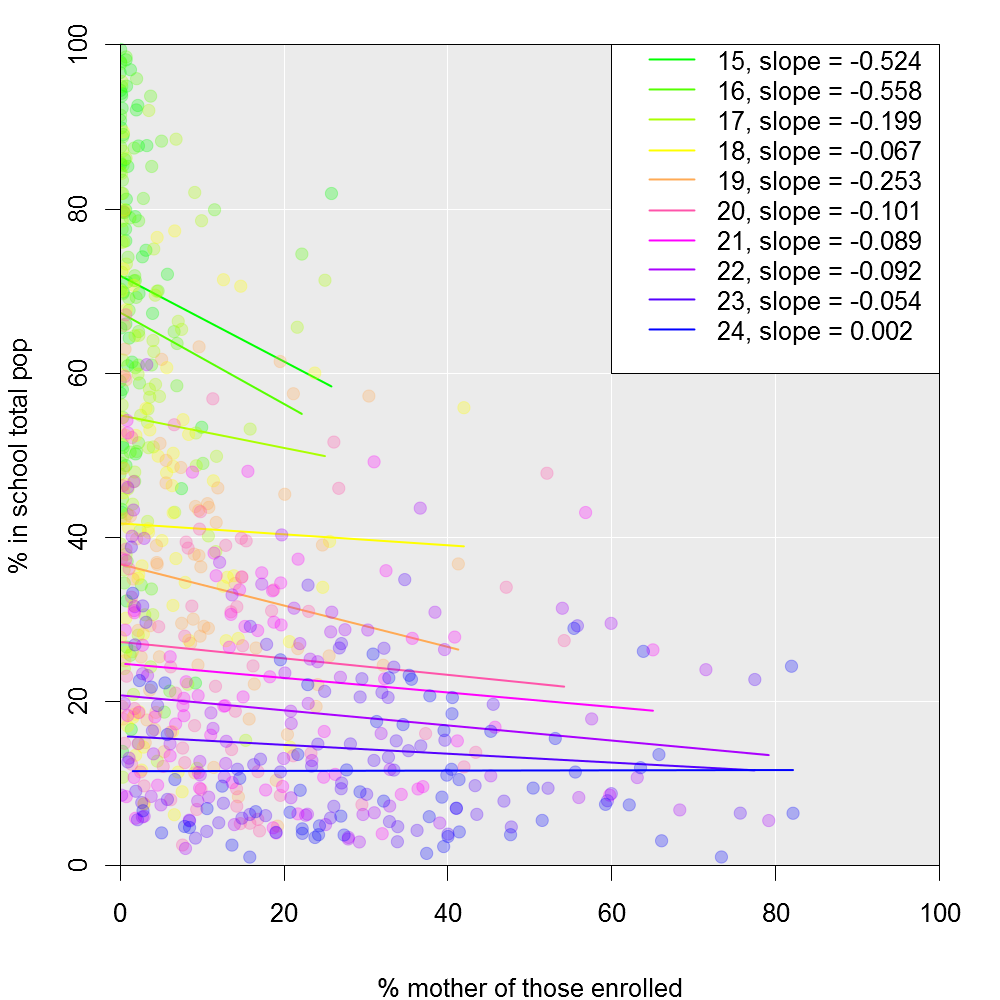 15, slope = -0.524
16, slope = -0.558
17, slope = -0.199
18, slope = -0.067
19, slope = -0.253
20, slope = -0.101
21, slope = -0.089
22, slope = -0.092
23, slope = -0.054
24, slope = 0.002
% in school total pop
100
80
60
40
20
0
0 20 40 60 80 100
% mother of those enrolled